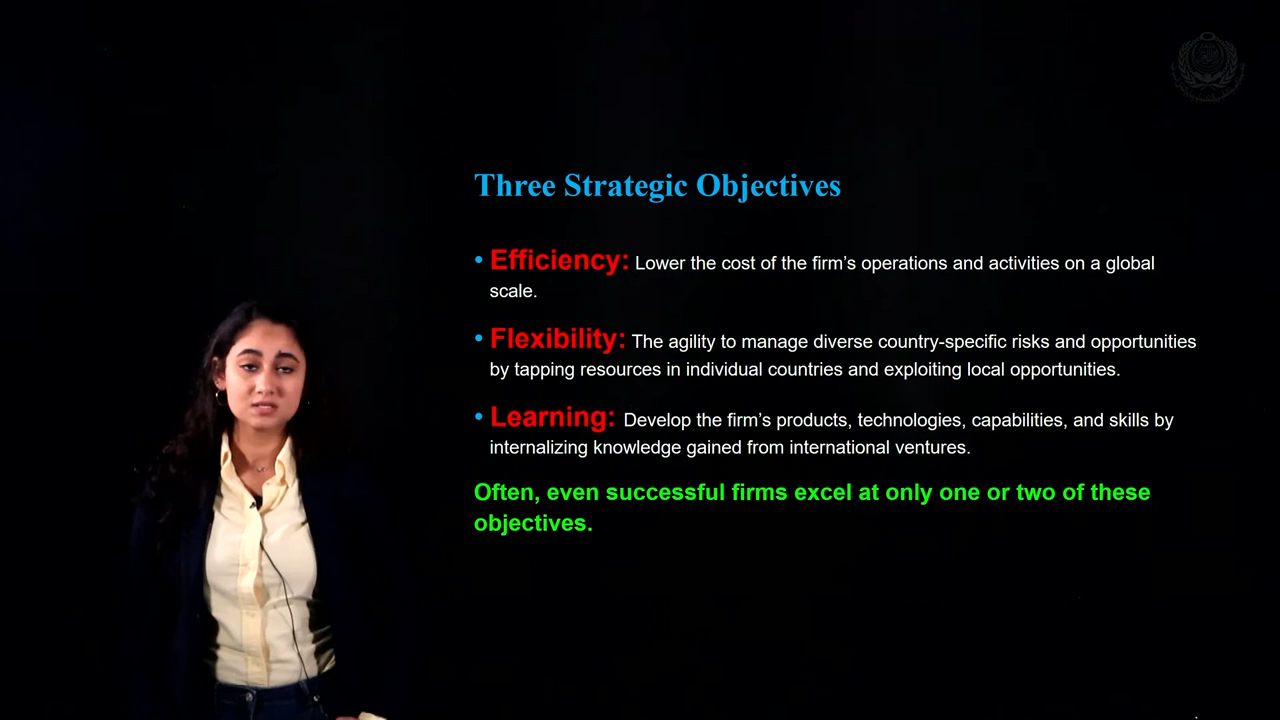 Three Strategic Objectives
• Efficiency: Lower the cost of the firm’s operations and activities on a global
scale.
• Flexibility: The agility to manage diverse country-specific risks and opportunities
by tapping resources in individual countries and exploiting local opportunities.
• Learning: Develop the firm’s products, technologies, capabilities, and skills by
internalizing knowledge gained from international ventures.
Often, even successful firms excel at only one or two of these
objectives.